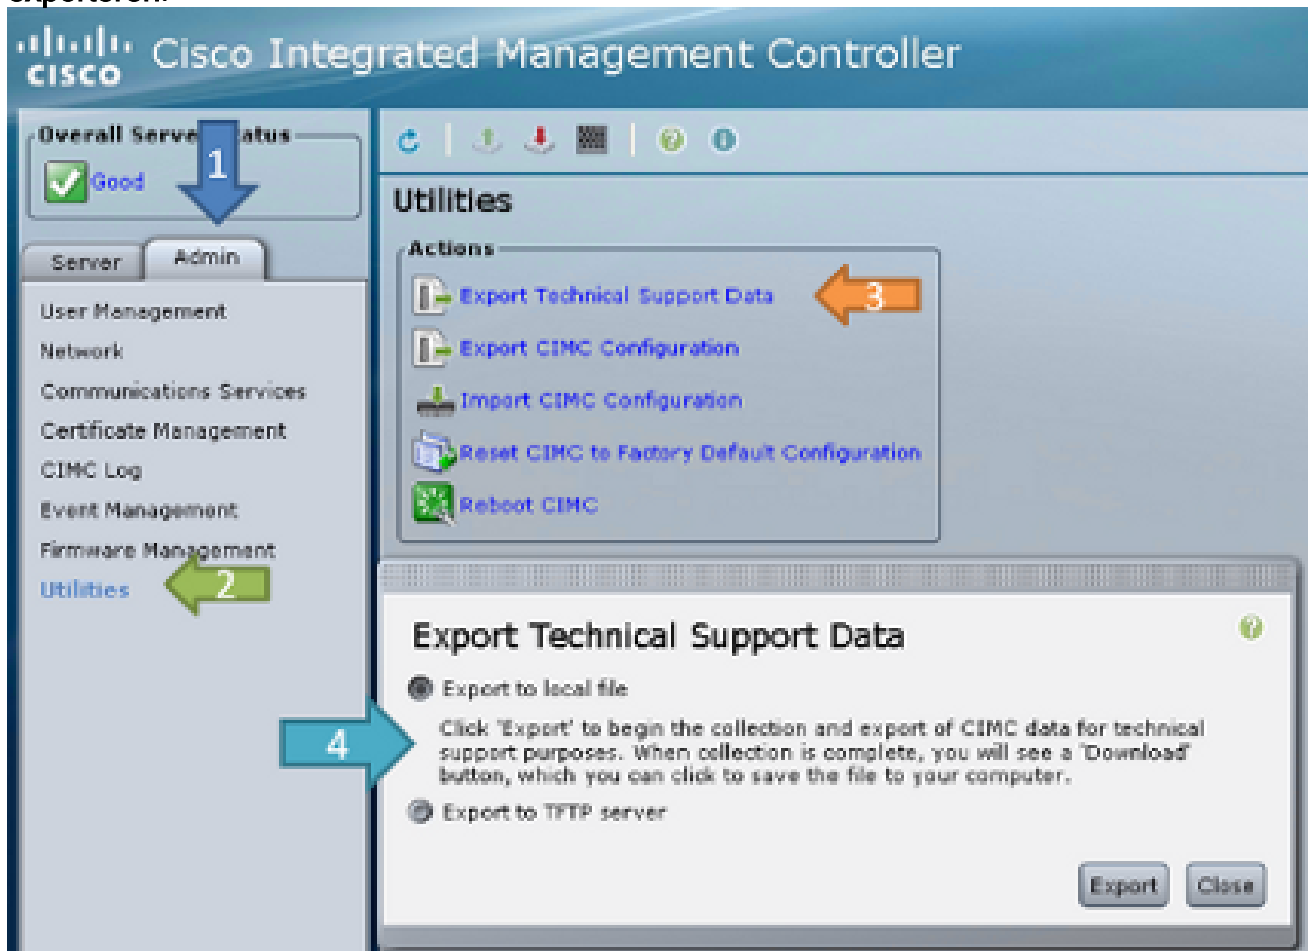 exporteren.
CISCO Cisco Integrated Management Controller
Overall Serve atus
Good
1
Server Admin
User Management
Network
Communications Services
Certificate Management
CIMC Log
Event Management
Firmware Management
Utilities
2
Utilities
Actions
Export Technical Support Data
3
Export CIMC Configuration
Import CIMC Configuration
Reset CIMC to Factory Default Configuration
Reboot CIMC
Export Technical Support Data
Export to local file
4
Click 'Export' to begin the collection and export of CIMC data for technical
support purposes. When collection is complete, you will see a 'Download'
button, which you can click to save the file to your computer.
Export to TFTP server
Export Close